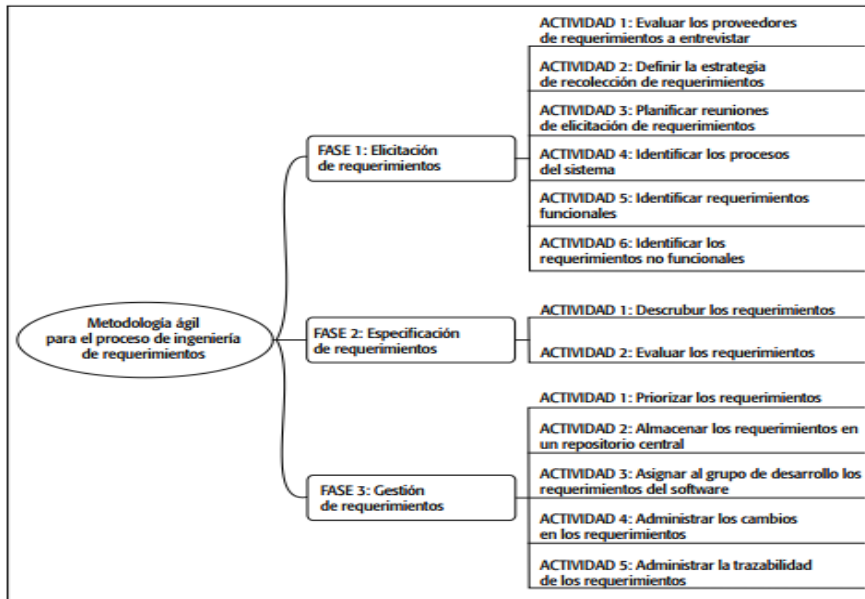 Metodología ágil
para el proceso de ingeniería
de requerimientos
FASE 1: Elicitación
de requerimientos
ACTIVIDAD 1: Evaluar los proveedores
de requerimientos a entrevistar
ACTIVIDAD 2: Definir la estrategia
de recolección de requerimientos
ACTIVIDAD 3: Planificar reuniones
de elicitación de requerimientos
ACTIVIDAD 4: Identificar los procesos
del sistema
ACTIVIDAD 5: Identificar requerimientos
funcionales
ACTIVIDAD 6: Identificar los
requerimientos no funcionales
FASE 2: Especificación
de requerimientos
ACTIVIDAD 1: Descrubur los requerimientos
ACTIVIDAD 2: Evaluar los requerimientos
FASE 3: Gestión
de requerimientos
ACTIVIDAD 1: Priorizar los requerimientos
ACTIVIDAD 2: Almacenar los requerimientos en
un repositorio central
ACTIVIDAD 3: Asignar al grupo de desarrollo los
requerimientos del software
ACTIVIDAD 4: Administrar los cambios
en los requerimientos
ACTIVIDAD 5: Administrar la trazabilidad
de los requerimientos